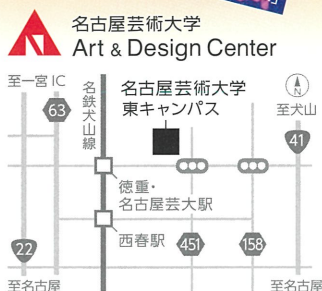 名古屋芸術大学
Art & Design Center
至一宮 IC
名鉄犬山線
名古屋芸術大学
東キャンパス
N
至犬山
63
41
徳重・
名古屋芸大駅
西春駅
451
158
22
至名古屋
至名古屋